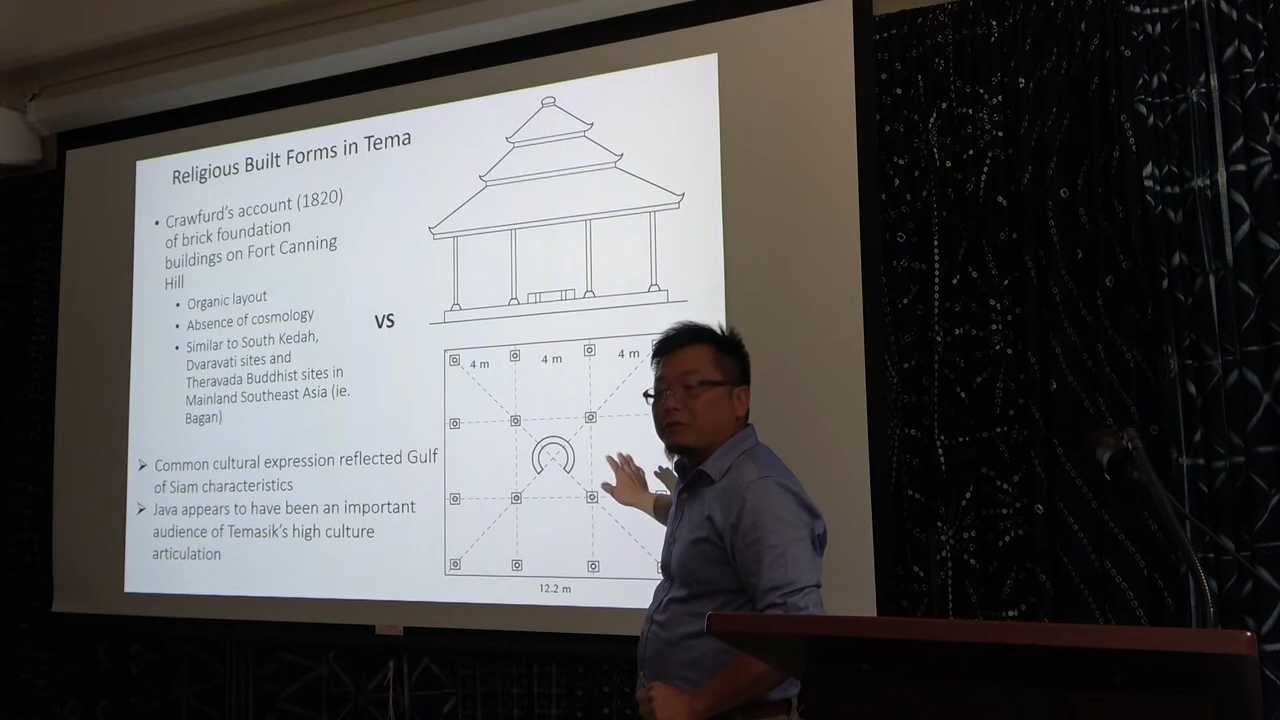 Religious Built Forms in Tema
• Crawfurd's account (1820)
of brick foundation
buildings on Fort Canning
Hill
• Organic layout
• Absence of cosmology
• Similar to South Kedah,
Dvaravati sites and
Theravada Buddhist sites in
Mainland Southeast Asia (ie.
Bagan)
VS
➢ Common cultural expression reflected Gulf
of Siam characteristics
➢ Java appears to have been an important
audience of Temasik's high culture
articulation
4 m 4 m 4 m
12.2 m